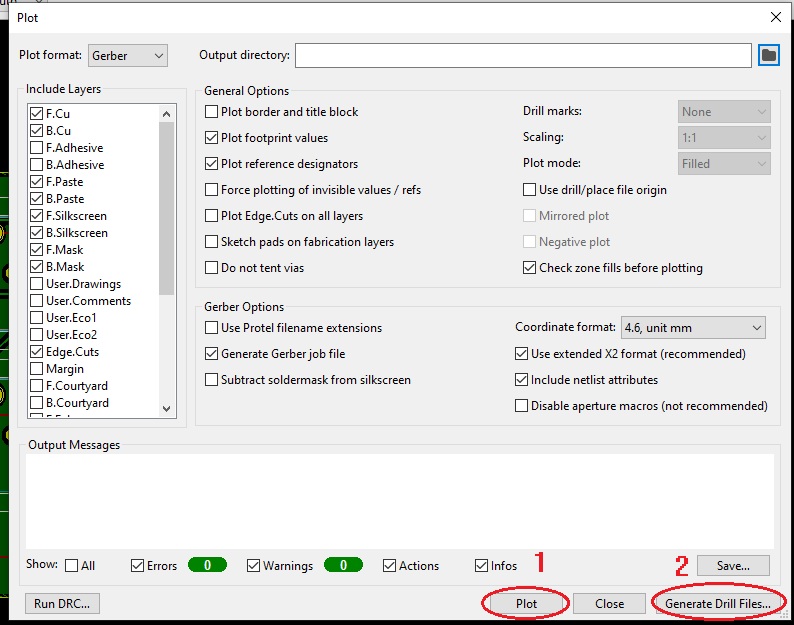 Plot
Plot format: Gerber
Output directory:
Include Layers
F.Cu
B.Cu
F.Adhesive
B.Adhesive
F.Paste
B.Paste
F.Silkscreen
B.Silkscreen
F.Mask
B.Mask
User.Drawings
User.Comments
User.Eco1
User.Eco2
Edge.Cuts
Margin
F.Courtyard
B.Courtyard
General Options
Plot border and title block
Plot footprint values
Plot reference designators
Force plotting of invisible values / refs
Plot Edge.Cuts on all layers
Sketch pads on fabrication layers
Do not tent vias
Drill marks: None
Scaling: 1:1
Plot mode: Filled
Use drill/place file origin
Mirrored plot
Negative plot
Check zone fills before plotting
Gerber Options
Use Protel filename extensions
Generate Gerber job file
Subtract soldermask from silkscreen
Coordinate format: 4.6, unit mm
Use extended X2 format (recommended)
Include netlist attributes
Disable aperture macros (not recommended)
Output Messages
Show: All Errors 0 Warnings 0 Actions Infos 1 2 Save...
Run DRC... Plot Close Generate Drill Files...